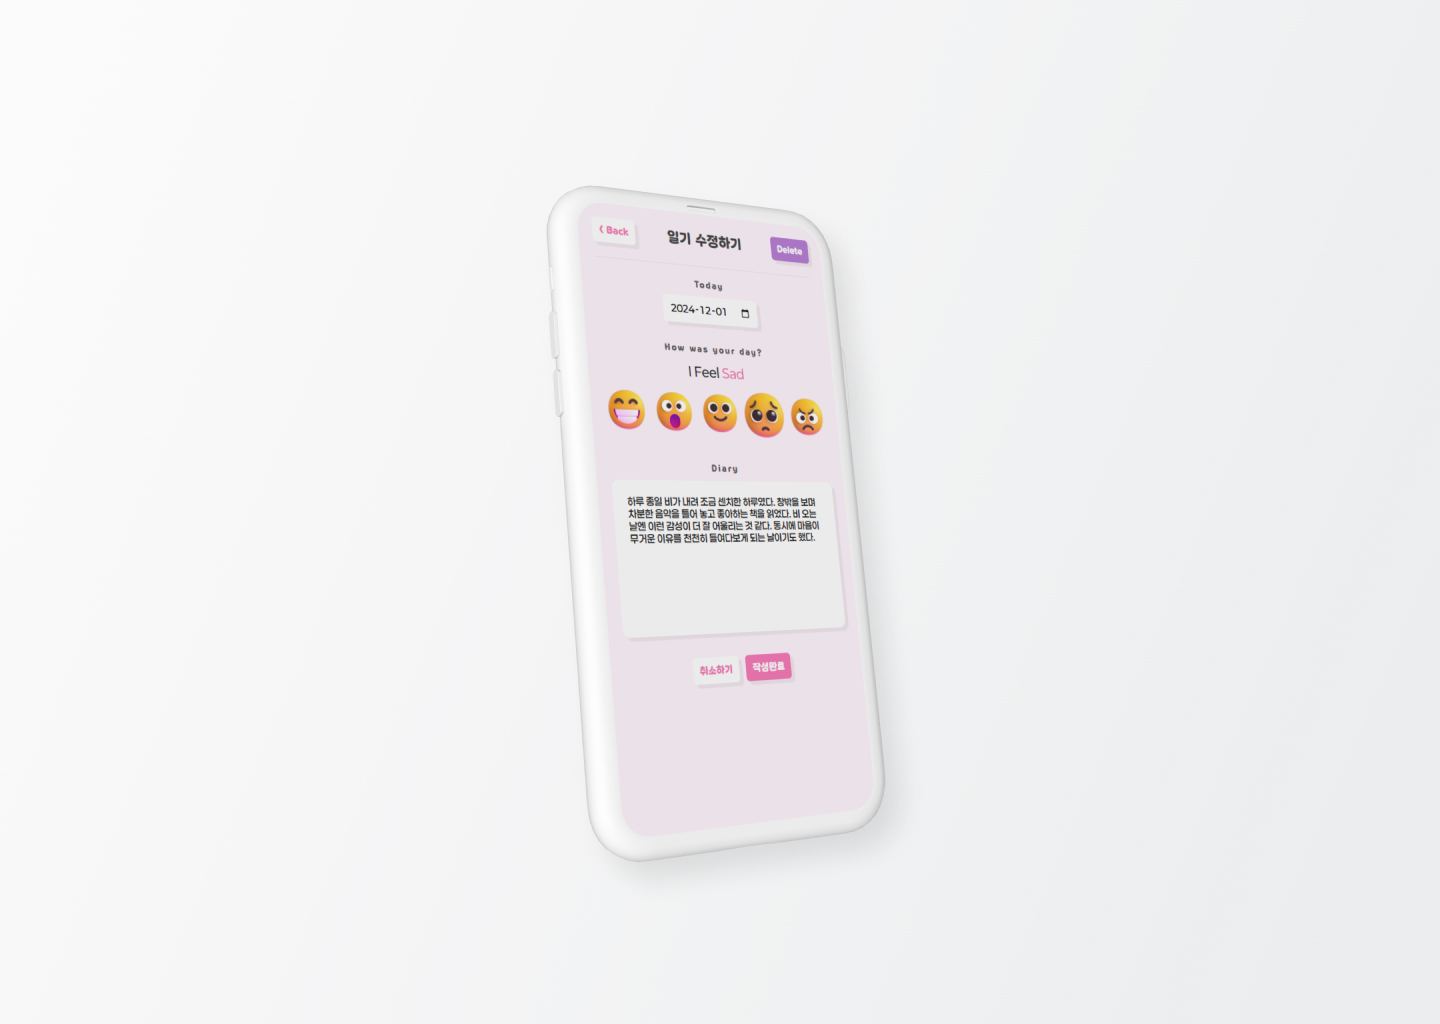 《 Back
일기 수정하기
Delete
Today
2024-12-01
How was your day?
I Feel Sad
Diary
하루 종일 비가 내려 조금 센치한 하루였다. 창밖을 보며
차분한 음악을 틀어 놓고 좋아하는 책을 읽었다. 비 오는
날엔 이런 감성이 더 잘 어울리는 것 같다. 동시에 마음이
무거운 이유를 천천히 들여다보게 되는 날이기도 했다.
취소하기
작성완료